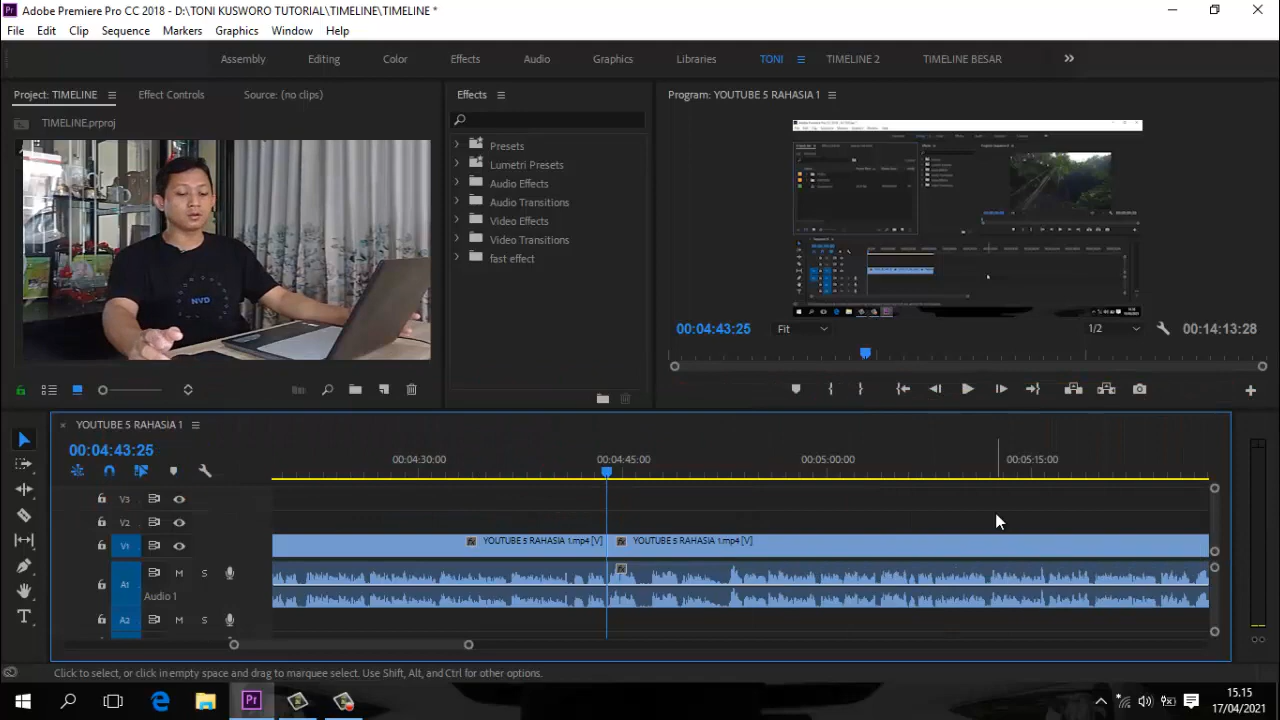 Adobe Premiere Pro CC 2018 - D:\TONI KUSWORO TUTORIAL\TIMELINE\TIMELINE *
File Edit Clip Sequence Markers Graphics Window Help
Assembly Editing Color Effects Audio Graphics Libraries TONI TIMELINE 2 TIMELINE BESAR
Project: TIMELINE Effect Controls Source: (no clips)
TIMELINE.prproj
NVD
Effects
Presets
Lumetri Presets
Audio Effects
Audio Transitions
Video Effects
Video Transitions
fast effect
Program: YOUTUBE 5 RAHASIA 1
00:04:43:25 Fit 1/2 00:14:13:28
YOUTUBE 5 RAHASIA 1
00:04:43:25
00:04:30:00 00:04:45:00 00:05:00:00 00:05:15:00
V3
V2
V1 fx YOUTUBE 5 RAHASIA 1.mp4 [V] fx YOUTUBE 5 RAHASIA 1.mp4 [V]
A1 M S fx
Audio 1
A2 M S
Click to select, or click in empty space and drag to marquee select. Use Shift, Alt, and Ctrl for other options.
Pr
15.15
17/04/2021